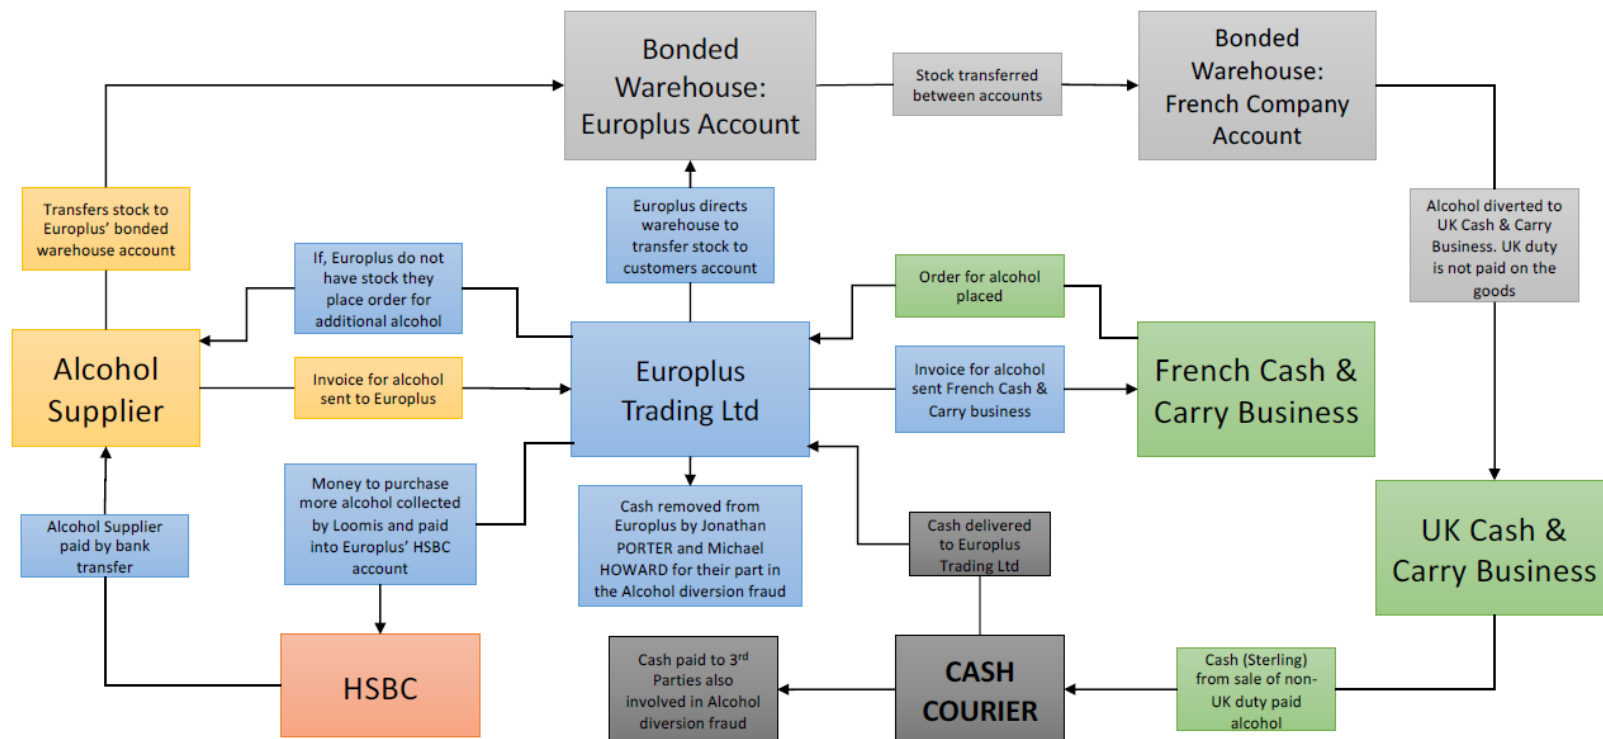 Bonded
Warehouse:
Europlus Account
Stock transferred
between accounts
Bonded
Warehouse:
French Company
Account
Transfers stock to
Europlus’ bonded
warehouse account
If, Europlus do not
have stock they
place order for
additional alcohol
Europlus directs
warehouse to
transfer stock to
customers account
Order for alcohol
placed
Alcohol diverted to
UK Cash & Carry
Business. UK duty
is not paid on the
goods
Alcohol
Supplier
Invoice for alcohol
sent to Europlus
Europlus
Trading Ltd
Invoice for alcohol
sent French Cash &
Carry business
French Cash &
Carry Business
Alcohol Supplier
paid by bank
transfer
Money to purchase
more alcohol collected
by Loomis and paid
into Europlus’ HSBC
account
Cash removed from
Europlus by Jonathan
PORTER and Michael
HOWARD for their part in
the Alcohol diversion fraud
Cash delivered
to Europlus
Trading Ltd
UK Cash &
Carry Business
HSBC
Cash paid to 3rd
Parties also
involved in Alcohol
diversion fraud
CASH
COURIER
Cash (Sterling)
from sale of non-
UK duty paid
alcohol